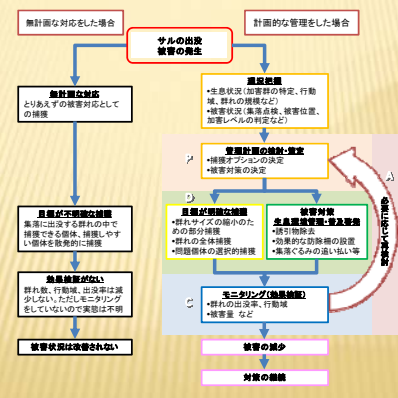 無計画な対応をした場合
計画的な管理をした場合
サルの出没
被害の発生
無計画な対応
とりあえずの被害対応として
の捕獲
目標が不明確な捕獲
集落に出没する群れの中で
捕獲できる個体、捕獲しやす
い個体を散発的に捕獲
効果検証がない
群れ数、行動域、出没率は減
少しない。ただしモニタリング
をしていないので実態は不明
被害状況は改善されない
現況把握
•生息状況(加害群の特定、行動
域、群れの規模など)
•被害状況(集落点検、被害位置、
加害レベルの判定など)
P
管理計画の検討・策定
•捕獲オプションの決定
•被害対策の決定
D
目標が明確な捕獲
•群れサイズの縮小のた
めの部分捕獲
•群れの全体捕獲
•問題個体の選択的捕獲
被害対策
生息環境管理・普及啓発
•誘引物除去
•効果的な防除柵の設置
•集落ぐるみの追い払い等
C
モニタリング(効果検証)
•群れの出没率、行動域
•被害量 など
A
必要に応じて再検討
被害の減少
対策の継続